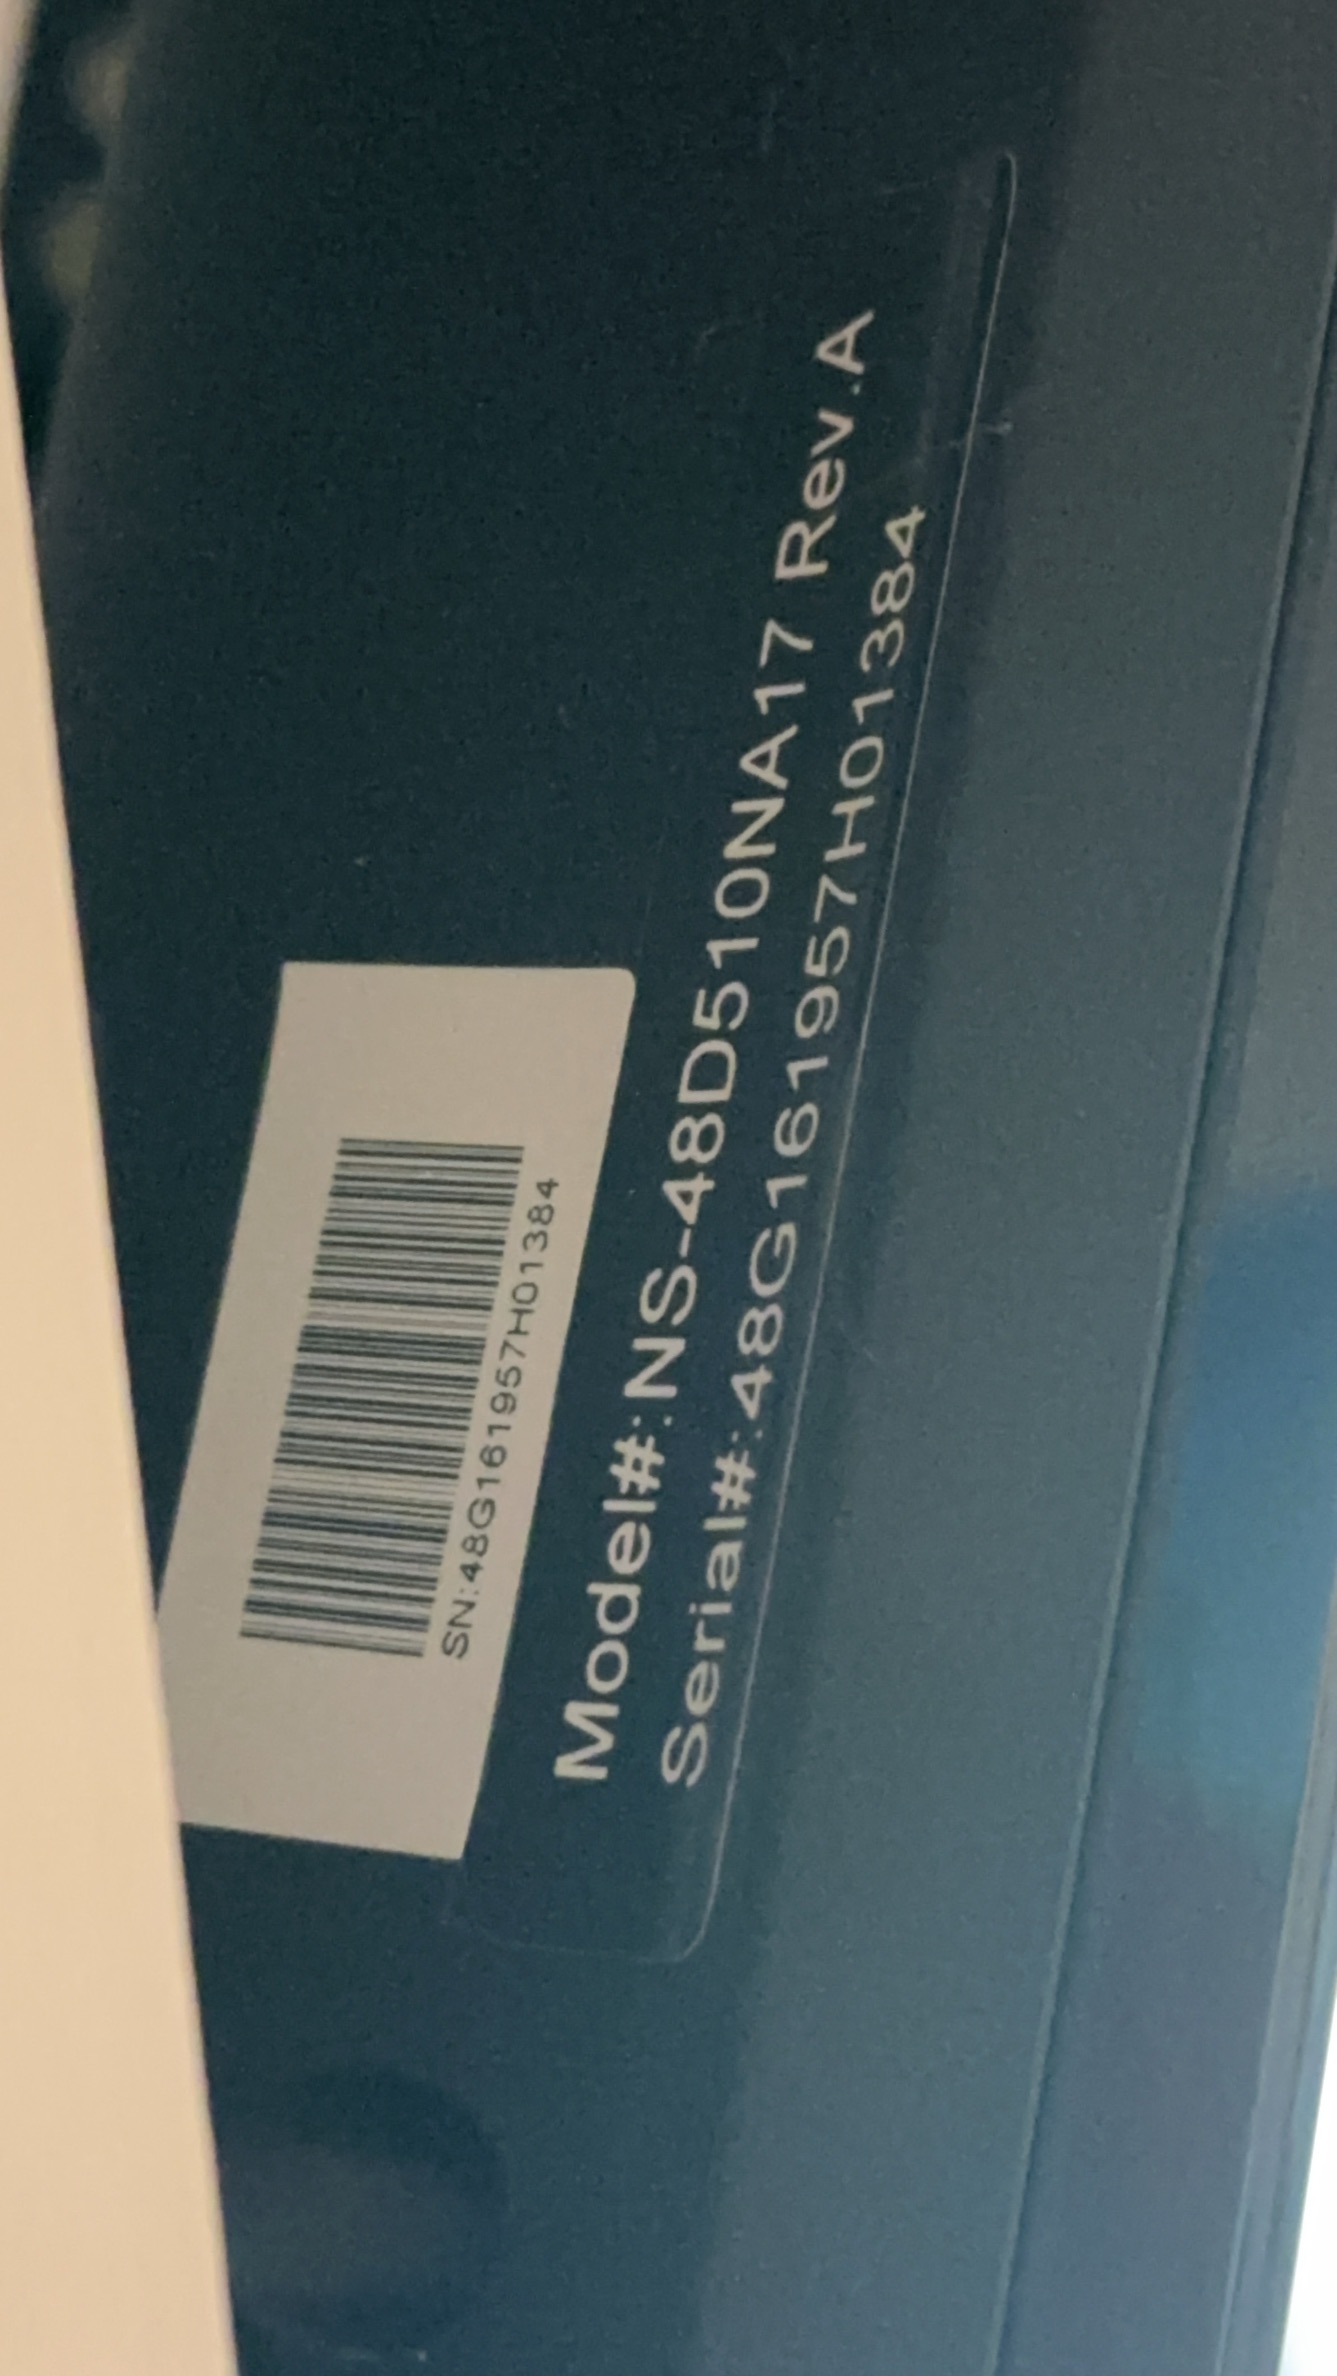 SN:48G161957H01384
Model#:NS-48D510NA17 Rev.A
Serial#:48G161957H01384